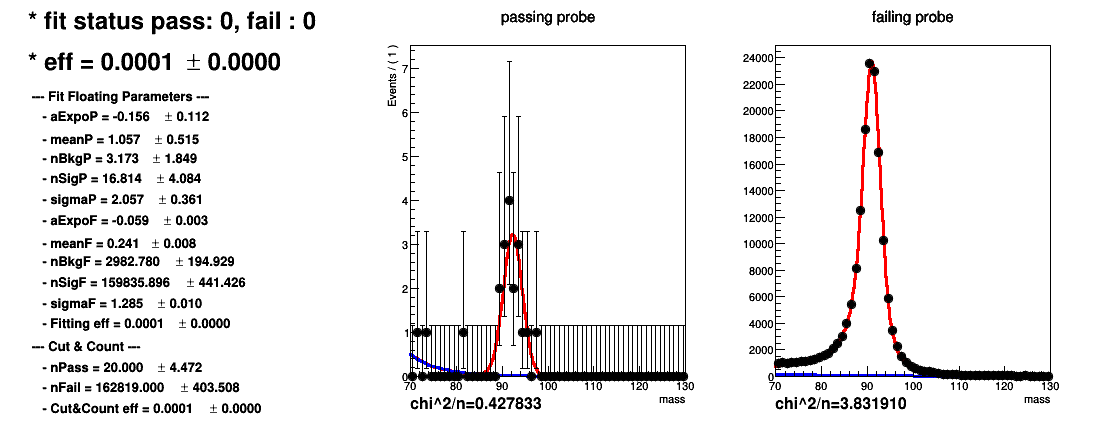 * fit status pass: 0, fail : 0
* eff = 0.0001 ± 0.0000
--- Fit Floating Parameters ---
- aExpoP = -0.156 ± 0.112
- meanP = 1.057 ± 0.515
- nBkgP = 3.173 ± 1.849
- nSigP = 16.814 ± 4.084
- sigmaP = 2.057 ± 0.361
- aExpoF = -0.059 ± 0.003
- meanF = 0.241 ± 0.008
- nBkgF = 2982.780 ± 194.929
- nSigF = 159835.896 ± 441.426
- sigmaF = 1.285 ± 0.010
- Fitting eff = 0.0001 ± 0.0000
--- Cut & Count ---
- nPass = 20.000 ± 4.472
- nFail = 162819.000 ± 403.508
- Cut&Count eff = 0.0001 ± 0.0000
passing probe
Events / ( 1 )
7
6
5
4
3
2
1
0
70 80 90 100 110 120 130
mass
chi^2/n=0.427833
failing probe
24000
22000
20000
18000
16000
14000
12000
10000
8000
6000
4000
2000
0
70 80 90 100 110 120 130
mass
chi^2/n=3.831910